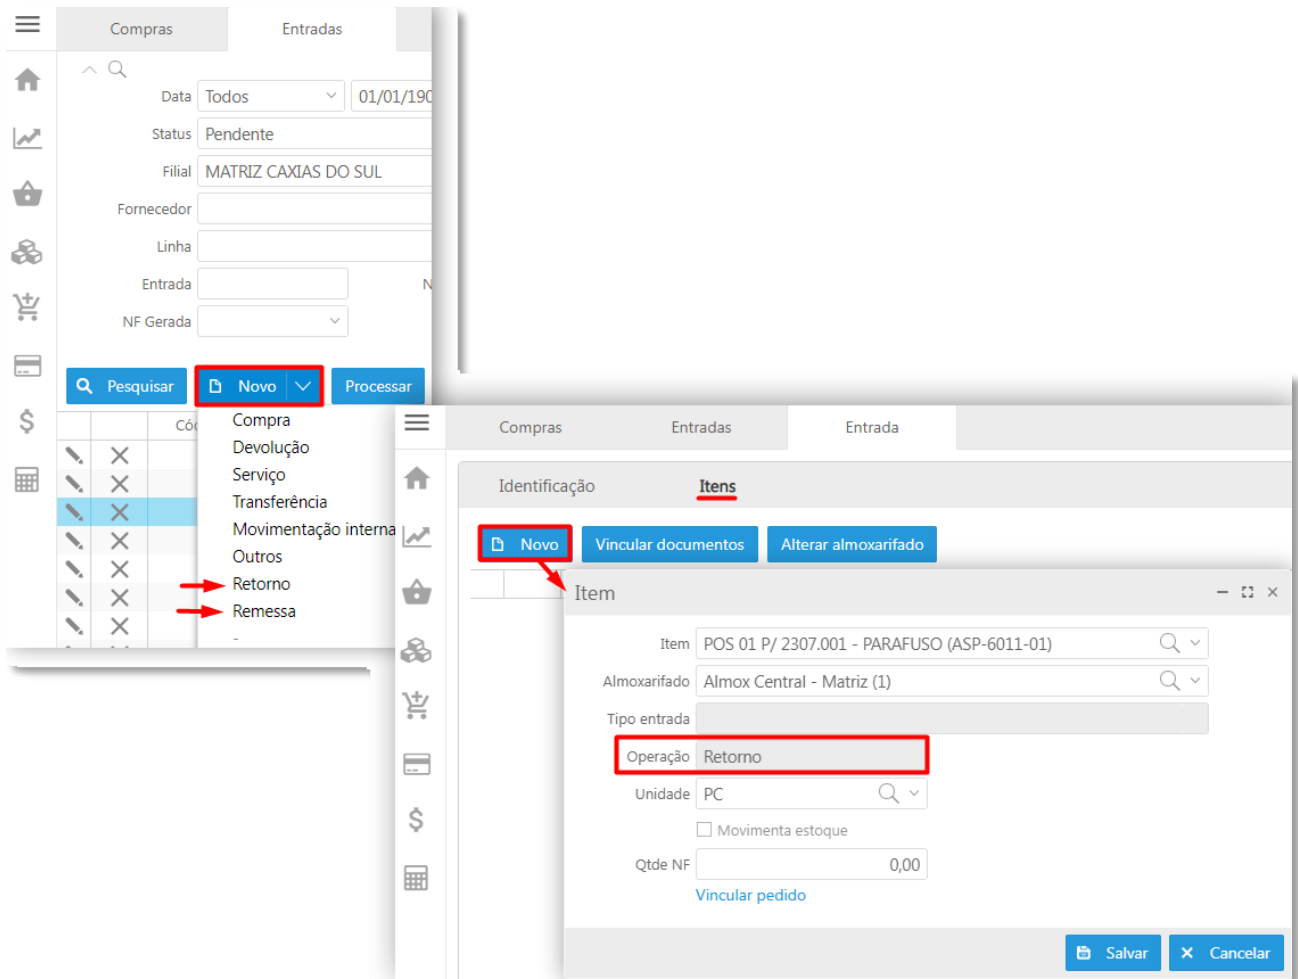 Compras Entradas
Data Todos 01/01/190
Status Pendente
Filial MATRIZ CAXIAS DO SUL
Fornecedor
Linha
Entrada N
NF Gerada
Pesquisar Novo Processar
Cód
Compra
Devolução
Serviço
Transferência
Movimentação interna
Outros
Retorno
Remessa
Compras Entradas Entrada
Identificação Itens
Novo Vincular documentos Alterar almoxarifado
Item
Item POS 01 P/ 2307.001 - PARAFUSO (ASP-6011-01)
Almoxarifado Almox Central - Matriz (1)
Tipo entrada
Operação Retorno
Unidade PC
Movimenta estoque
Qtde NF 0,00
Vincular pedido
Salvar Cancelar